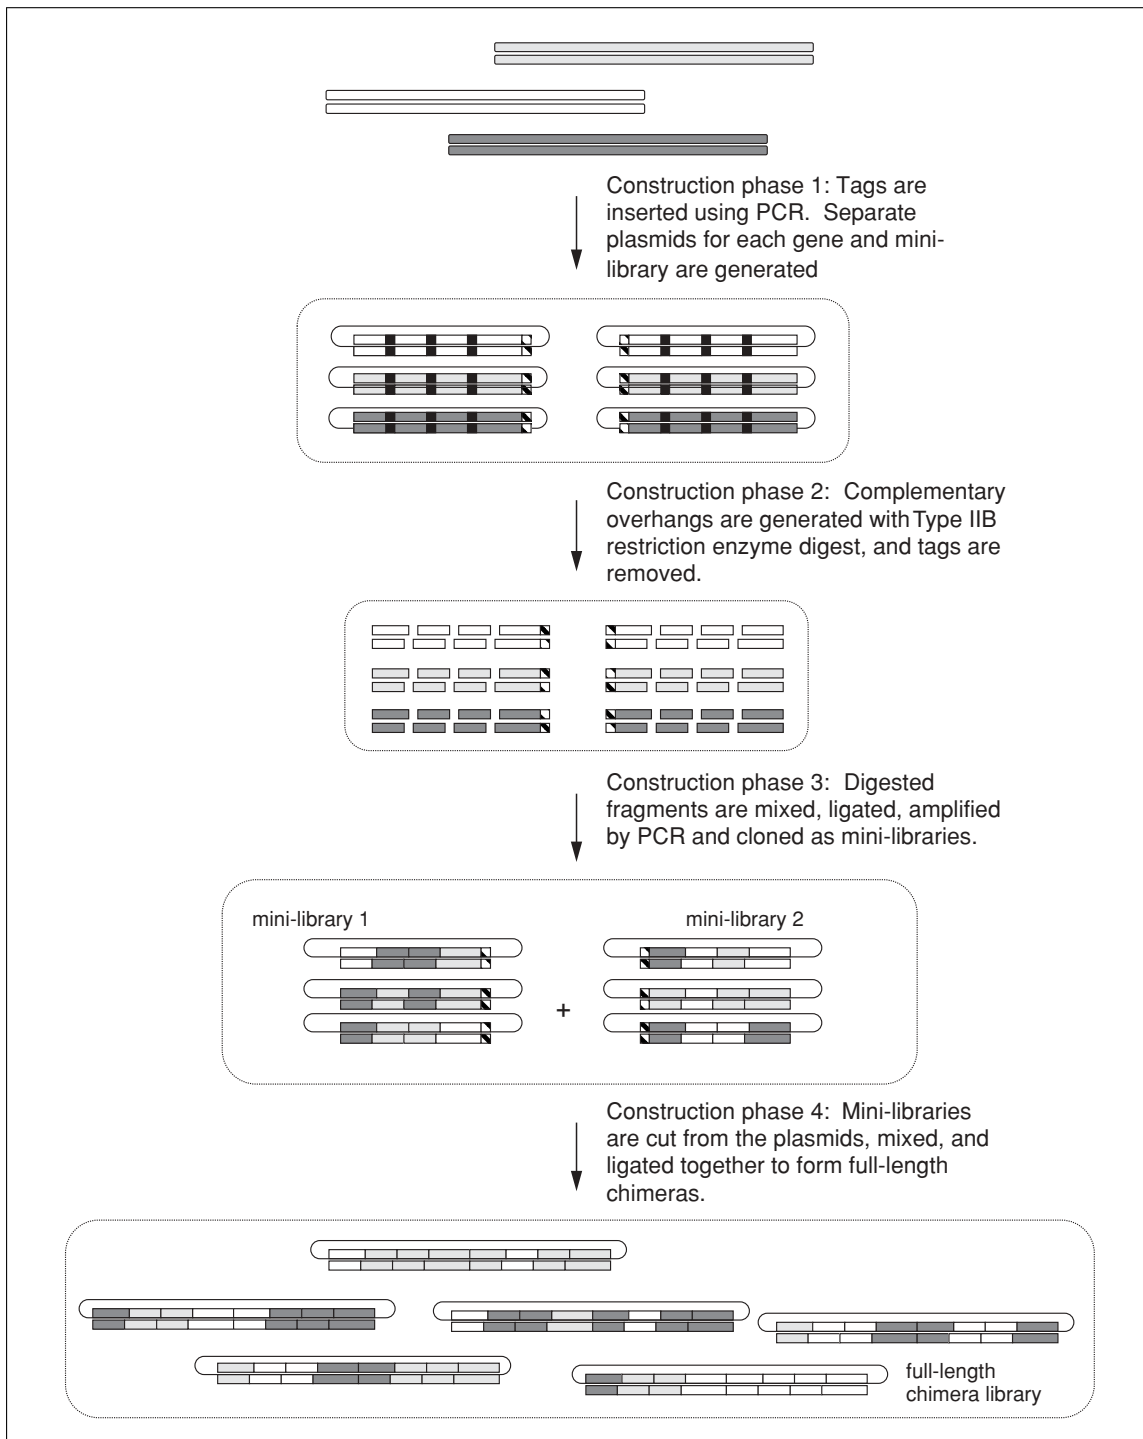 Construction phase 1: Tags are
inserted using PCR. Separate
plasmids for each gene and mini-
library are generated
Construction phase 2: Complementary
overhangs are generated with Type IIB
restriction enzyme digest, and tags are
removed.
Construction phase 3: Digested
fragments are mixed, ligated, amplified
by PCR and cloned as mini-libraries.
mini-library 1
mini-library 2
+
Construction phase 4: Mini-libraries
are cut from the plasmids, mixed, and
ligated together to form full-length
chimeras.
full-length
chimera library